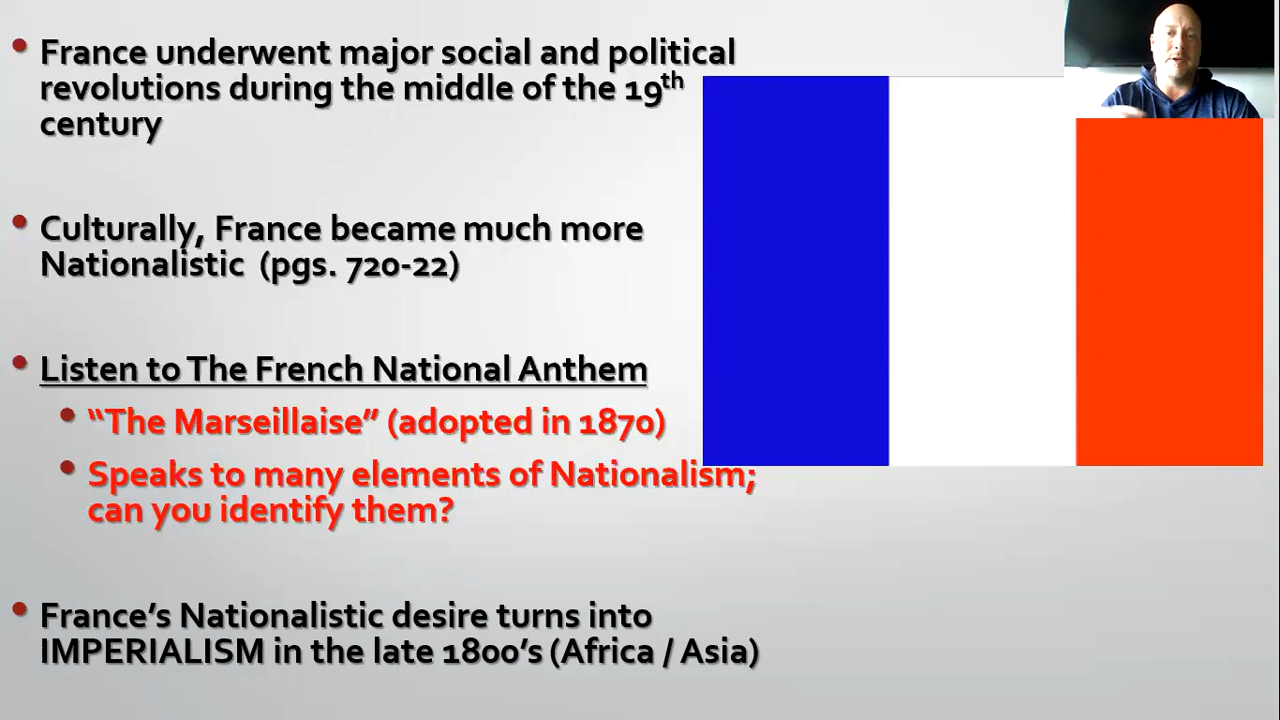 France underwent major social and political
revolutions during the middle of the 19th
century
Culturally, France became much more
Nationalistic (pgs. 720-22)
Listen to The French National Anthem
“The Marseillaise” (adopted in 1870)
Speaks to many elements of Nationalism;
can you identify them?
France’s Nationalistic desire turns into
IMPERIALISM in the late 1800’s (Africa / Asia)